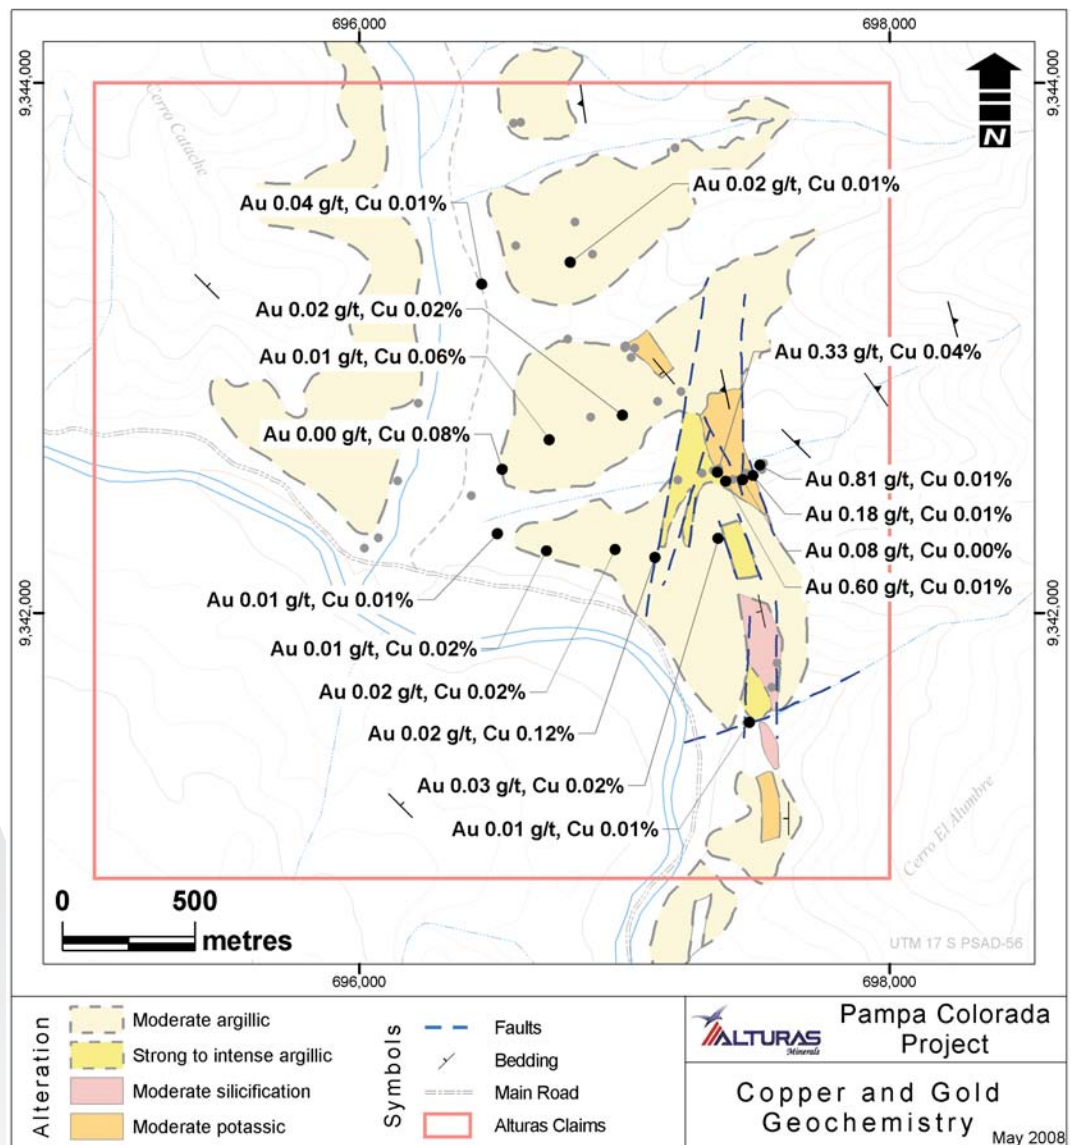 696,000
698,000
9,344,000
9,344,000
Cerro Catache
N
Au 0.02 g/t, Cu 0.01%
Au 0.04 g/t, Cu 0.01%
Au 0.02 g/t, Cu 0.02%
Au 0.33 g/t, Cu 0.04%
Au 0.01 g/t, Cu 0.06%
Au 0.00 g/t, Cu 0.08%
Au 0.81 g/t, Cu 0.01%
Au 0.18 g/t, Cu 0.01%
Au 0.08 g/t, Cu 0.00%
Au 0.60 g/t, Cu 0.01%
9,342,000
9,342,000
Au 0.01 g/t, Cu 0.01%
Au 0.01 g/t, Cu 0.02%
Au 0.02 g/t, Cu 0.02%
Au 0.02 g/t, Cu 0.12%
Au 0.03 g/t, Cu 0.02%
Au 0.01 g/t, Cu 0.01%
Cerro El Alumbre
0 500
metres
UTM 17 S PSAD-56
696,000
698,000
Alteration
Moderate argillic
Strong to intense argillic
Moderate silicification
Moderate potassic
Symbols
Faults
Bedding
Main Road
Alturas Claims
ALTURAS
Minerals
Pampa Colorada
Project
Copper and Gold
Geochemistry
May 2008